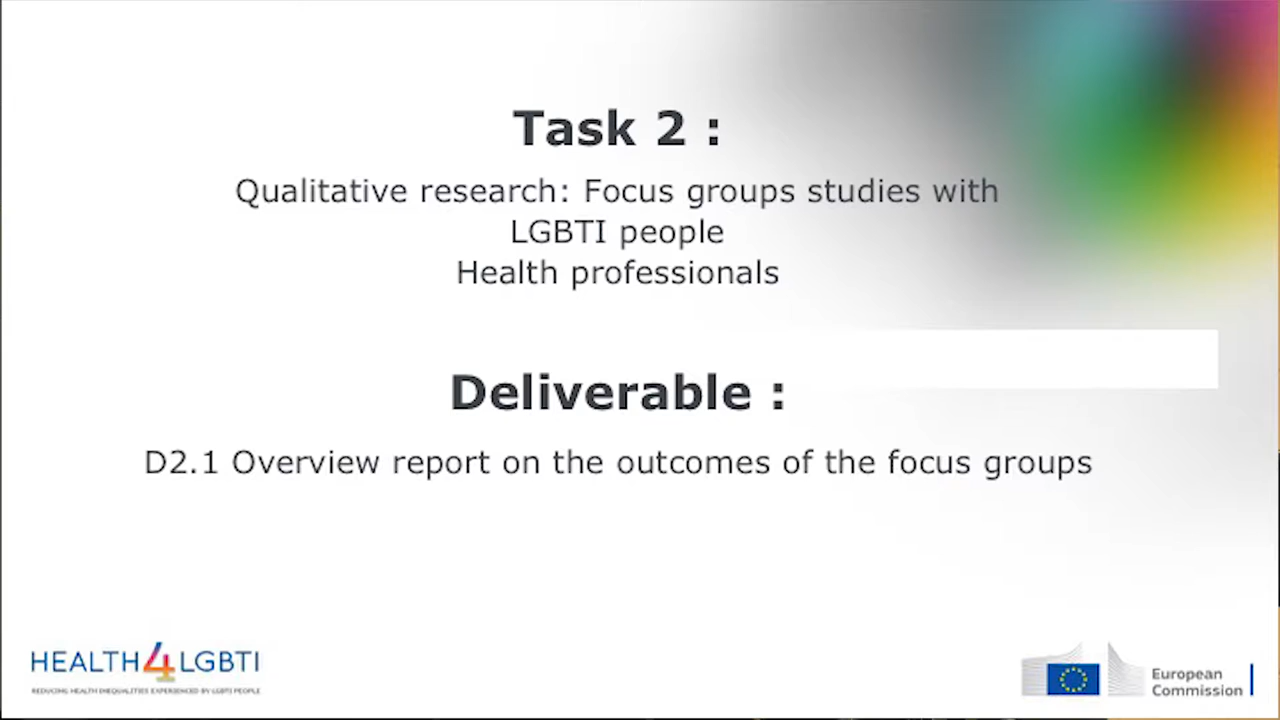 Task 2 :
Qualitative research: Focus groups studies with
LGBTI people
Health professionals
Deliverable :
D2.1 Overview report on the outcomes of the focus groups
HEALTH4LGBTI
REDUCING HEALTH INEQUALITIES EXPERIENCED BY LGBTI PEOPLE
European
Commission